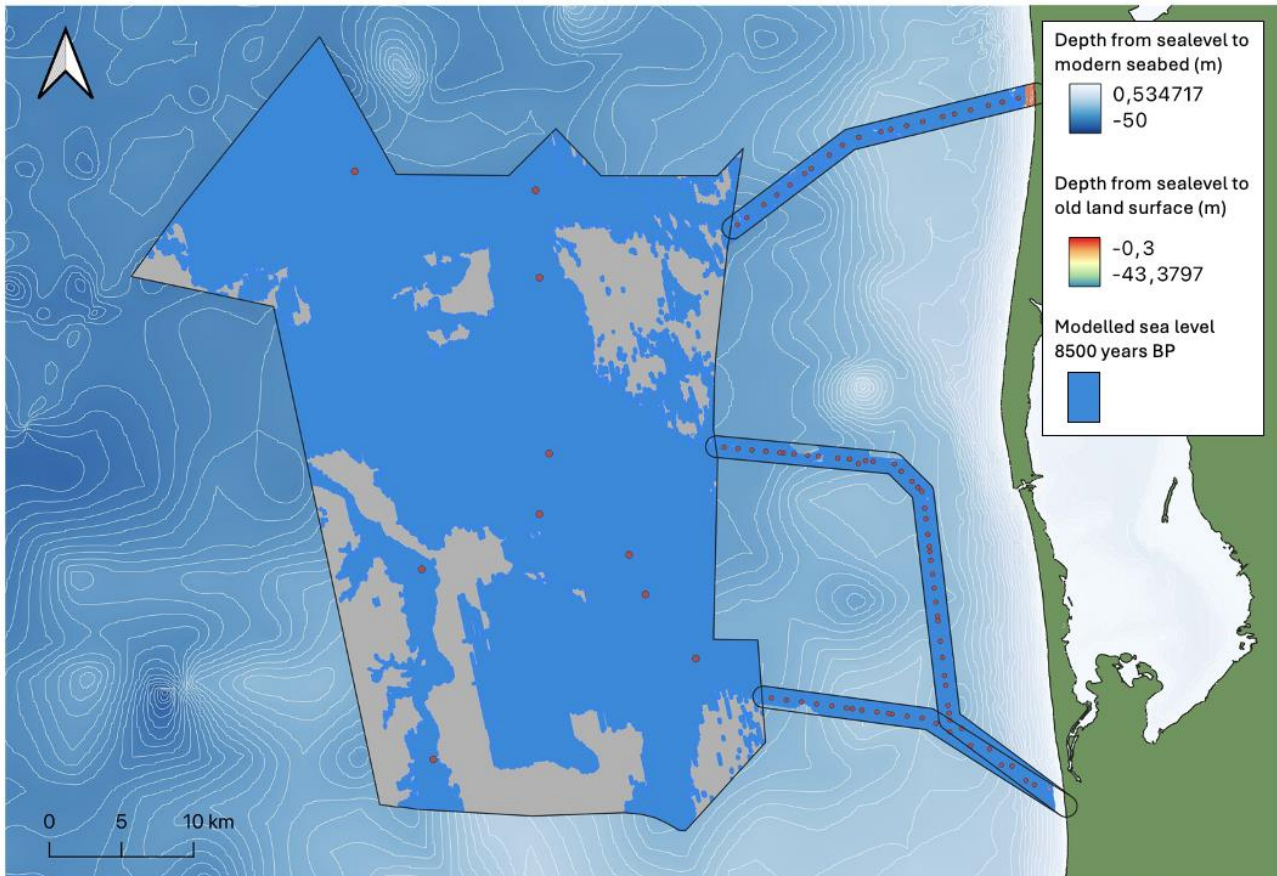 Depth from sealevel to
modern seabed (m)
0,534717
-50
Depth from sealevel to
old land surface (m)
-0,3
-43,3797
Modelled sea level
8500 years BP
0 5 10 km